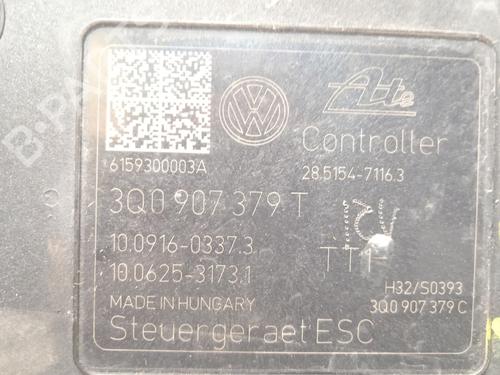 B-PARTS
Ate
Controller
6159300003A
28.5154-7116.3
3Q0 907 379 T
10.0916-0337.3
10.0625-3173.1
TT1
H32/S0393
MADE IN HUNGARY
3Q0 907 379 C
Steuergeraet ESC